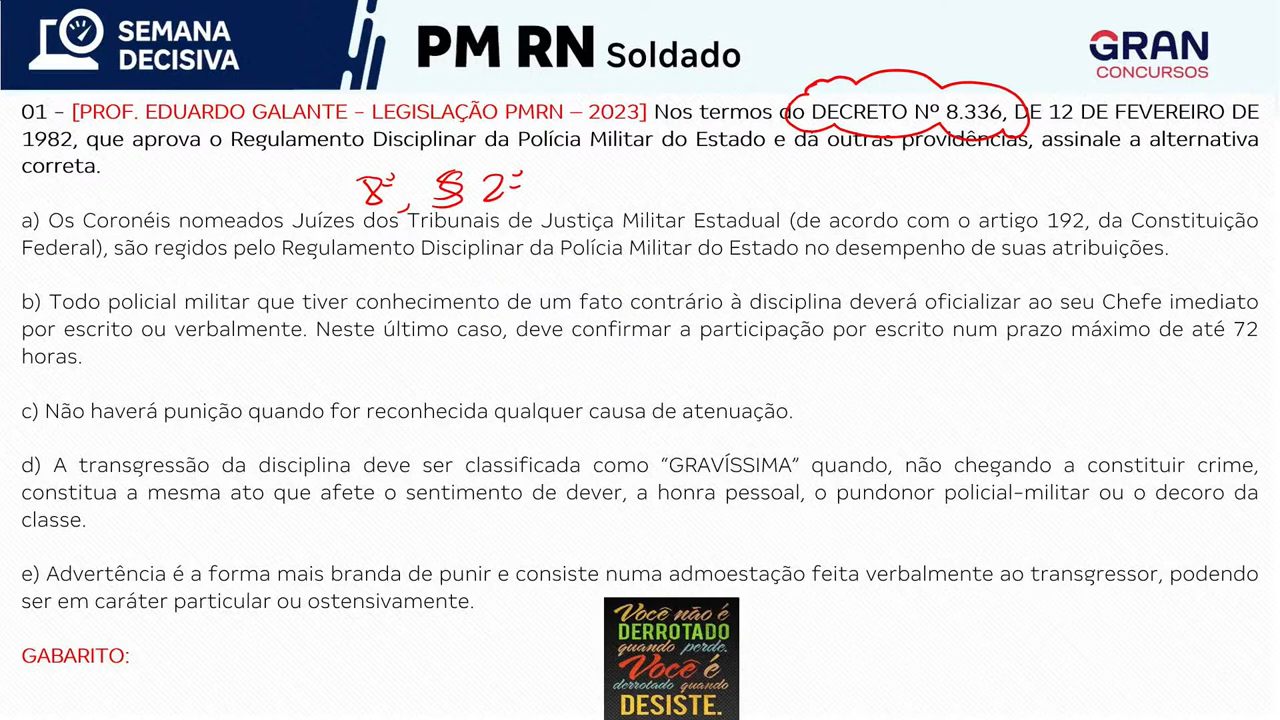 SEMANA
DECISIVA
PM RN Soldado
GRAN
CONCURSOS
01 - [PROF. EDUARDO GALANTE – LEGISLAÇÃO PMRN – 2023] Nos termos do DECRETO Nº 8.336, DE 12 DE FEVEREIRO DE
1982, que aprova o Regulamento Disciplinar da Polícia Militar do Estado e da outras providências, assinale a alternativa
correta.
8º, § 2º
a) Os Coronéis nomeados Juízes dos Tribunais de Justiça Militar Estadual (de acordo com o artigo 192, da Constituição
Federal), são regidos pelo Regulamento Disciplinar da Polícia Militar do Estado no desempenho de suas atribuições.
b) Todo policial militar que tiver conhecimento de um fato contrário à disciplina deverá oficializar ao seu Chefe imediato
por escrito ou verbalmente. Neste último caso, deve confirmar a participação por escrito num prazo máximo de até 72
horas.
c) Não haverá punição quando for reconhecida qualquer causa de atenuação.
d) A transgressão da disciplina deve ser classificada como “GRAVÍSSIMA” quando, não chegando a constituir crime,
constitua a mesma ato que afete o sentimento de dever, a honra pessoal, o pundonor policial-militar ou o decoro da
classe.
e) Advertência é a forma mais branda de punir e consiste numa admoestação feita verbalmente ao transgressor, podendo
ser em caráter particular ou ostensivamente.
Você não é
DERROTADO
quando perde.
Você é
derrotado quando
DESISTE.
GABARITO: